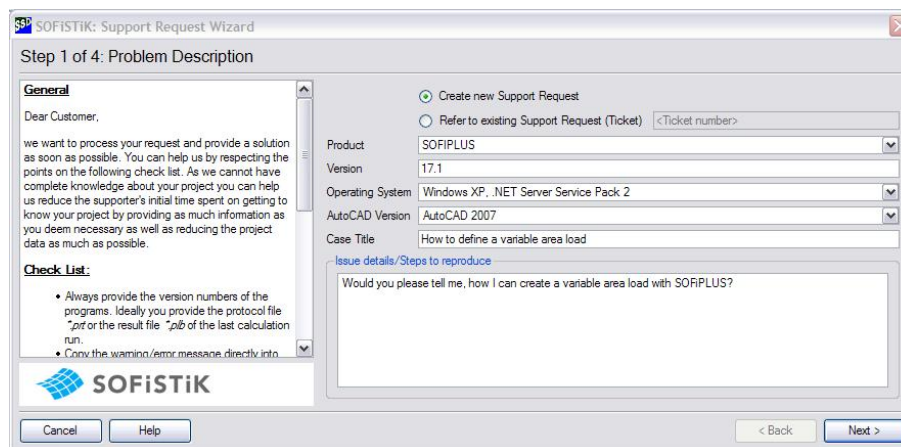 SSD SOFiSTiK: Support Request Wizard
Step 1 of 4: Problem Description
General
Dear Customer,
we want to process your request and provide a solution
as soon as possible. You can help us by respecting the
points on the following check list. As we cannot have
complete knowledge about your project you can help
us reduce the supporter's initial time spent on getting to
know your project by providing as much information as
you deem necessary as well as reducing the project
data as much as possible.
Check List:
• Always provide the version numbers of the
programs. Ideally you provide the protocol file
*.prt or the result file *.plb of the last calculation
run.
• Copy the warning/error message directly into
SOFiSTiK
Create new Support Request
Refer to existing Support Request (Ticket) <Ticket number>
Product SOFIPLUS
Version 17.1
Operating System Windows XP, .NET Server Service Pack 2
AutoCAD Version AutoCAD 2007
Case Title How to define a variable area load
Issue details/Steps to reproduce
Would you please tell me, how I can create a variable area load with SOFiPLUS?
Cancel Help < Back Next >